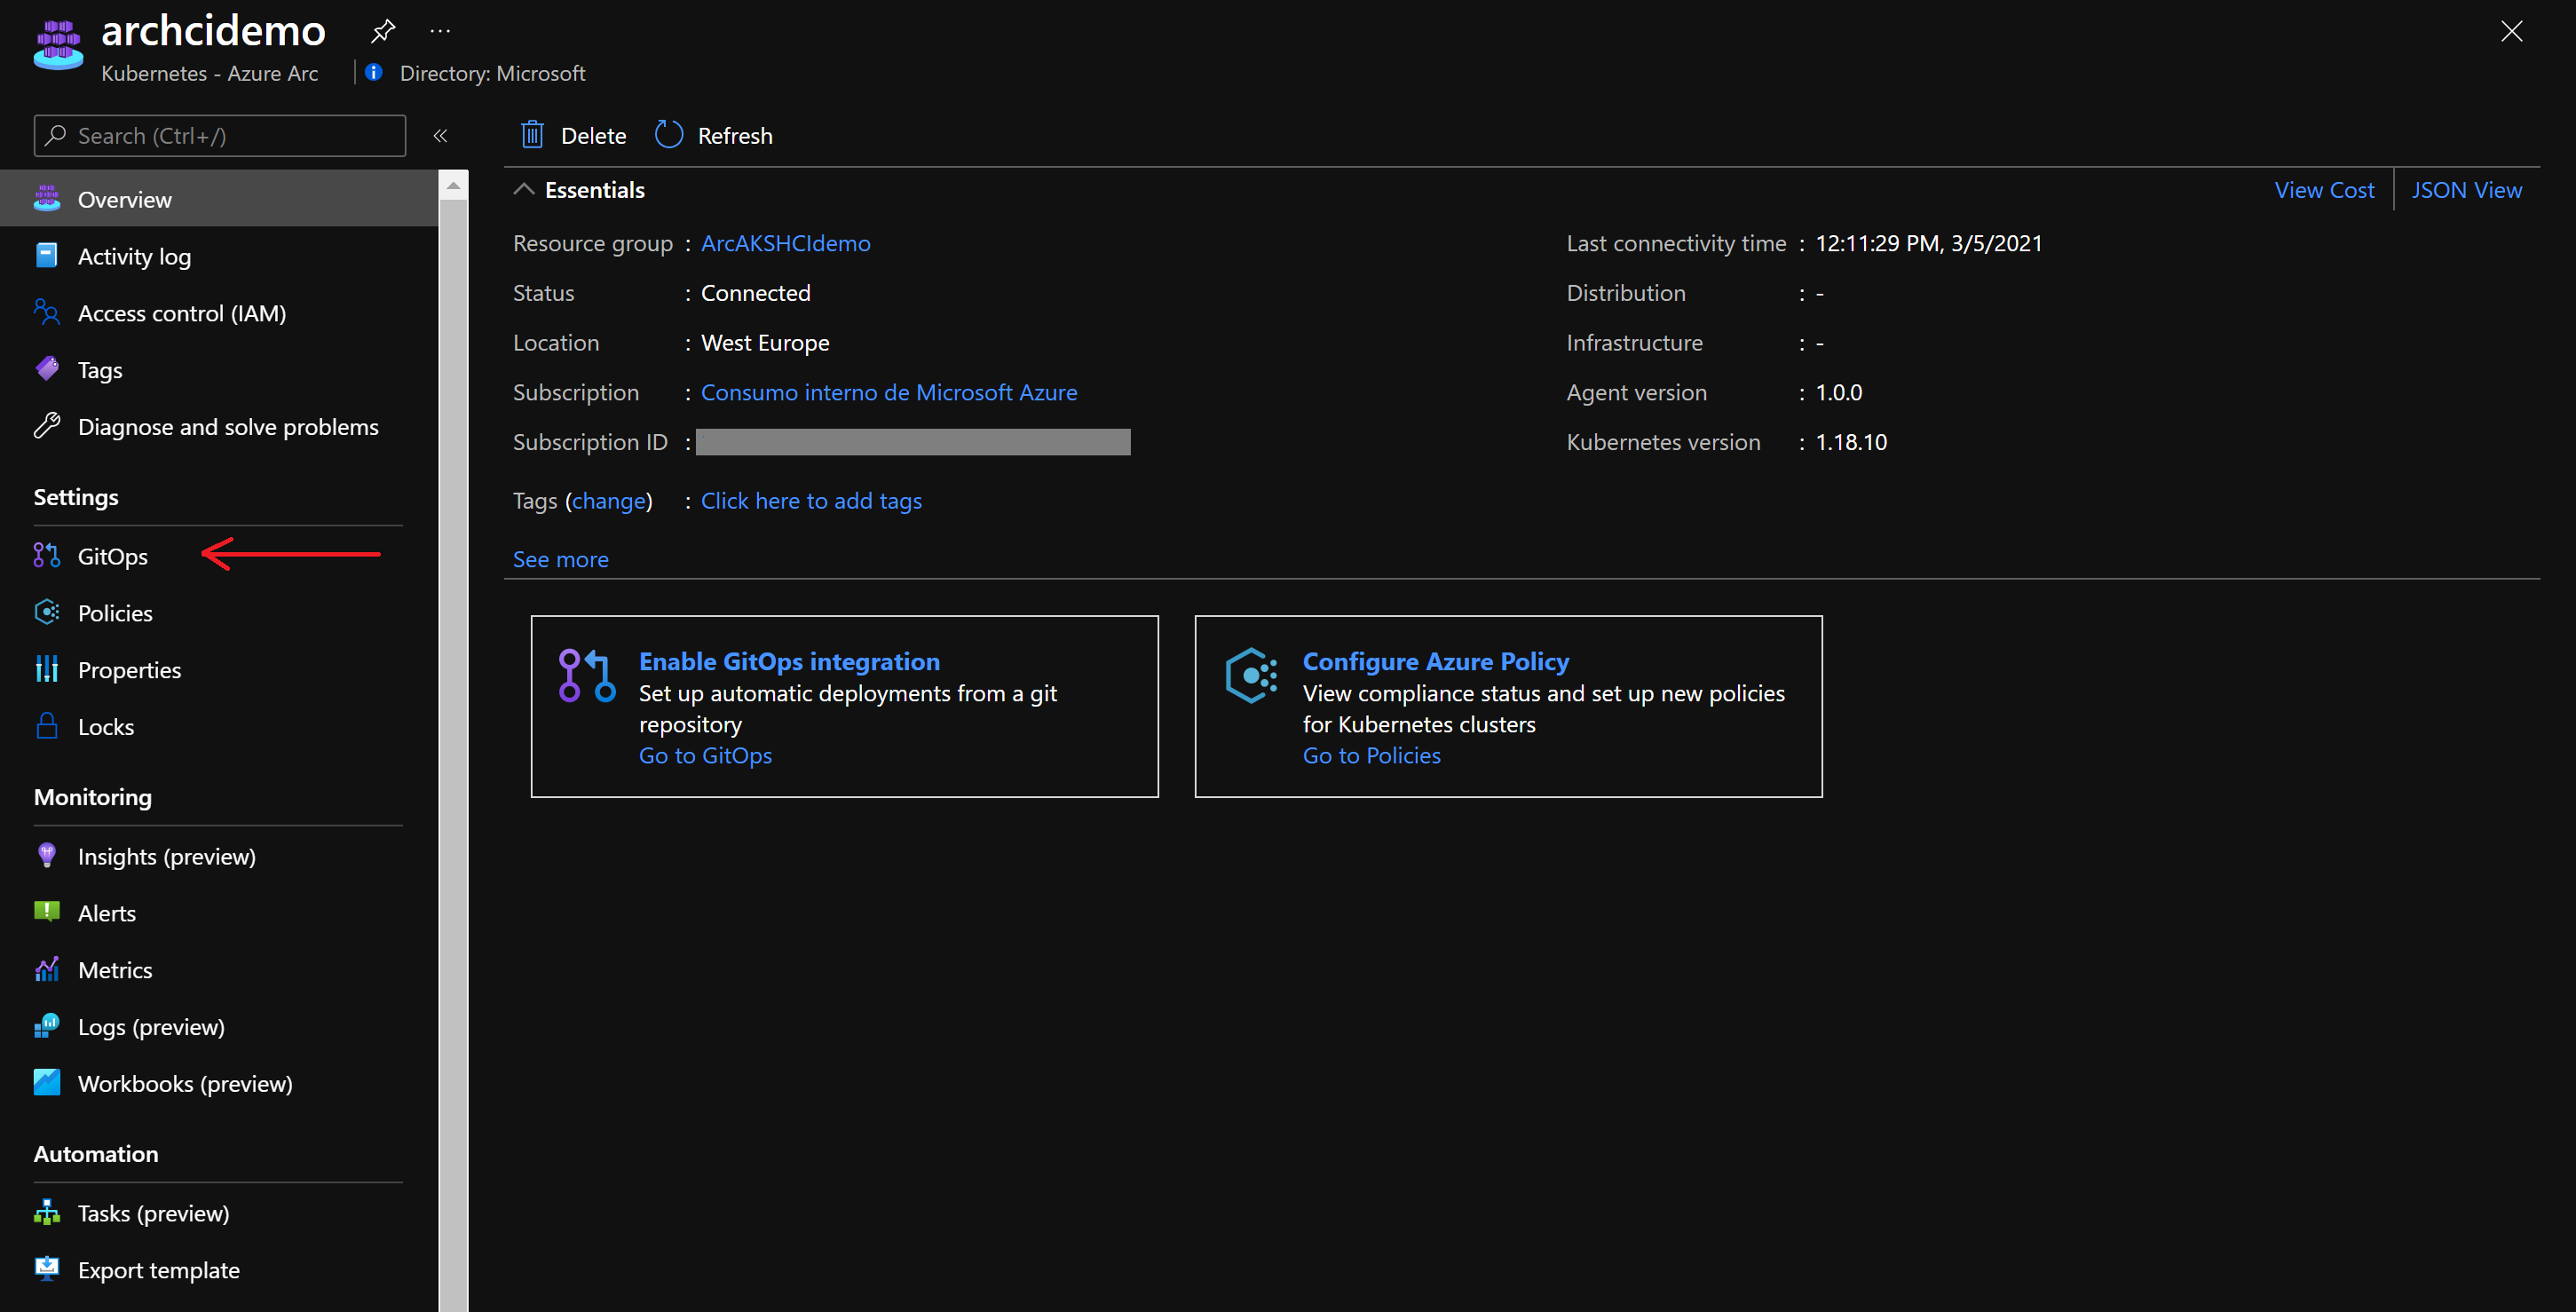 archcidemo
Kubernetes - Azure Arc
Directory: Microsoft
Search (Ctrl+/)
Overview
Activity log
Access control (IAM)
Tags
Diagnose and solve problems
Settings
GitOps
Policies
Properties
Locks
Monitoring
Insights (preview)
Alerts
Metrics
Logs (preview)
Workbooks (preview)
Automation
Tasks (preview)
Export template
Delete Refresh
Essentials
View Cost JSON View
Resource group : ArcAKSHCIdemo
Status : Connected
Location : West Europe
Subscription : Consumo interno de Microsoft Azure
Subscription ID :
Tags (change) : Click here to add tags
See more
Last connectivity time : 12:11:29 PM, 3/5/2021
Distribution : -
Infrastructure : -
Agent version : 1.0.0
Kubernetes version : 1.18.10
Enable GitOps integration
Set up automatic deployments from a git
repository
Go to GitOps
Configure Azure Policy
View compliance status and set up new policies
for Kubernetes clusters
Go to Policies